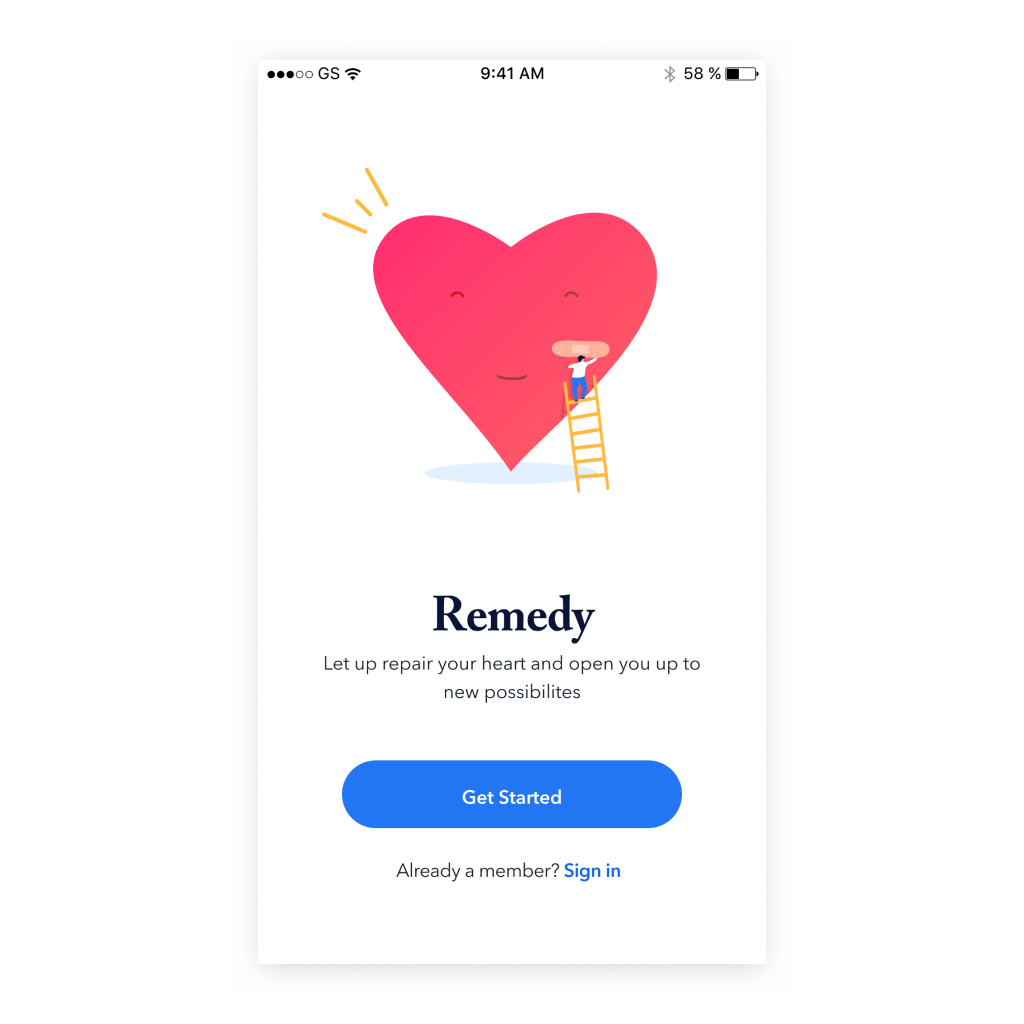 GS 9:41 AM 58 %
Remedy
Let up repair your heart and open you up to
new possibilites
Get Started
Already a member? Sign in